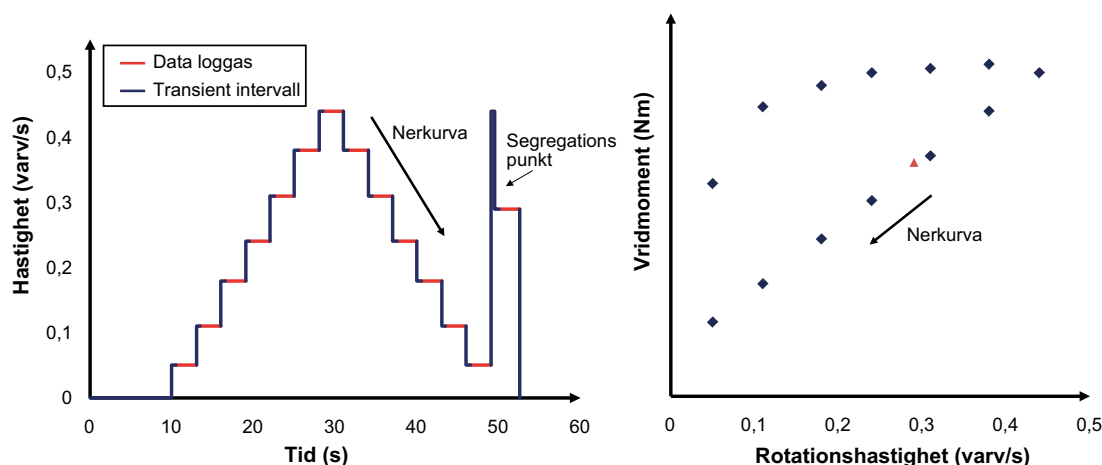 Hastighet (varv/s)
0,5
0,4
0,3
0,2
0,1
0
Data loggas
Transient intervall
Nerkurva
Segregations
punkt
0 10 20 30 40 50 60
Tid (s)
Vridmoment (Nm)
Nerkurva
0 0,1 0,2 0,3 0,4 0,5
Rotationshastighet (varv/s)